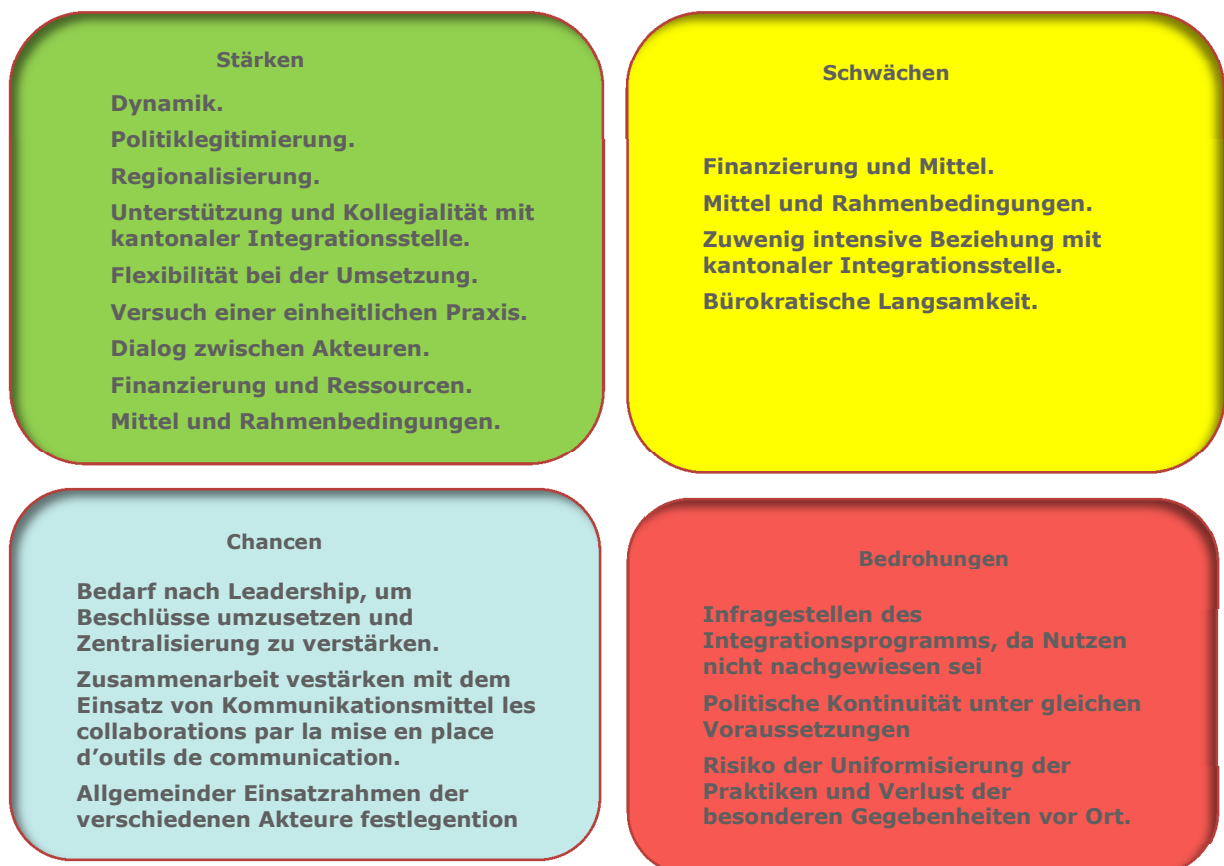 Stärken
Dynamik.
Politiklegitimierung.
Regionalisierung.
Unterstützung und Kollegialität mit
kantonaler Integrationsstelle.
Flexibilität bei der Umsetzung.
Versuch einer einheitlichen Praxis.
Dialog zwischen Akteuren.
Finanzierung und Ressourcen.
Mittel und Rahmenbedingungen.
Schwächen
Finanzierung und Mittel.
Mittel und Rahmenbedingungen.
Zuwenig intensive Beziehung mit
kantonaler Integrationsstelle.
Bürokratische Langsamkeit.
Chancen
Bedarf nach Leadership, um
Beschlüsse umzusetzen und
Zentralisierung zu verstärken.
Zusammenarbeit vestärken mit dem
Einsatz von Kommunikationsmittel les
collaborations par la mise en place
d’outils de communication.
Allgemeinder Einsatzrahmen der
verschiedenen Akteure festlegention
Bedrohungen
Infragestellen des
Integrationsprogramms, da Nutzen
nicht nachgewiesen sei
Politische Kontinuität unter gleichen
Voraussetzungen
Risiko der Uniformisierung der
Praktiken und Verlust der
besonderen Gegebenheiten vor Ort.